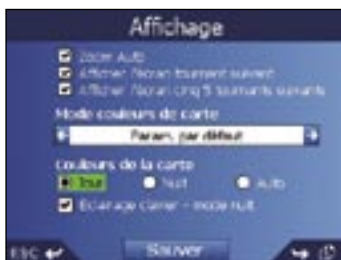 Affichage
Zoom Auto
Afficher l'écran tournant suivant
Afficher l'écran cinq 5 tournants suivants
Mode couleurs de carte
Param. par défaut
Couleurs de la carte
Jour Nuit Auto
Eclairage clavier - mode nuit
ESC Sauver